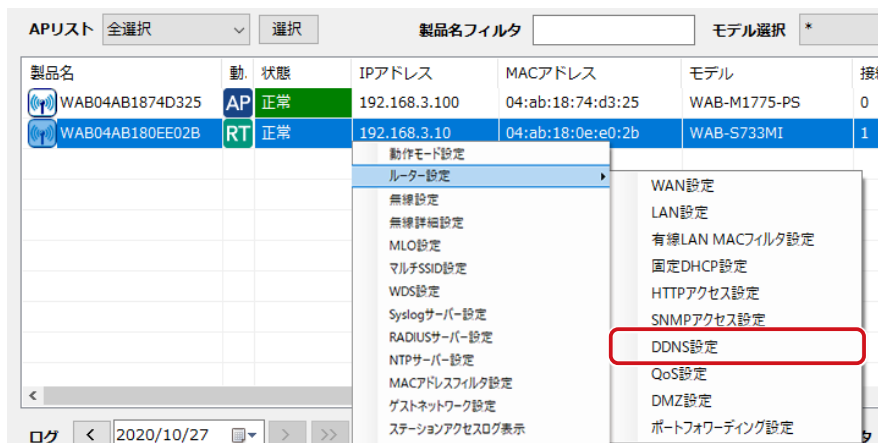 APリスト 全選択 選択 製品名フィルタ モデル選択 *
製品名 動. 状態 IPアドレス MACアドレス モデル
WAB04AB1874D325 AP 正常 192.168.3.100 04:ab:18:74:d3:25 WAB-M1775-PS 0
WAB04AB180EE02B RT 正常 192.168.3.10 04:ab:18:0e:e0:2b WAB-S733MI 1
動作モード設定
ルーター設定
無線設定
無線詳細設定
MLO設定
マルチSSID設定
WDS設定
Syslogサーバー設定
RADIUSサーバー設定
NTPサーバー設定
MACアドレスフィルタ設定
ゲストネットワーク設定
ステーションアクセスログ表示
WAN設定
LAN設定
有線LAN MACフィルタ設定
固定DHCP設定
HTTPアクセス設定
SNMPアクセス設定
DDNS設定
QoS設定
DMZ設定
ポートフォワーディング設定
ログ < 2020/10/27 > >>